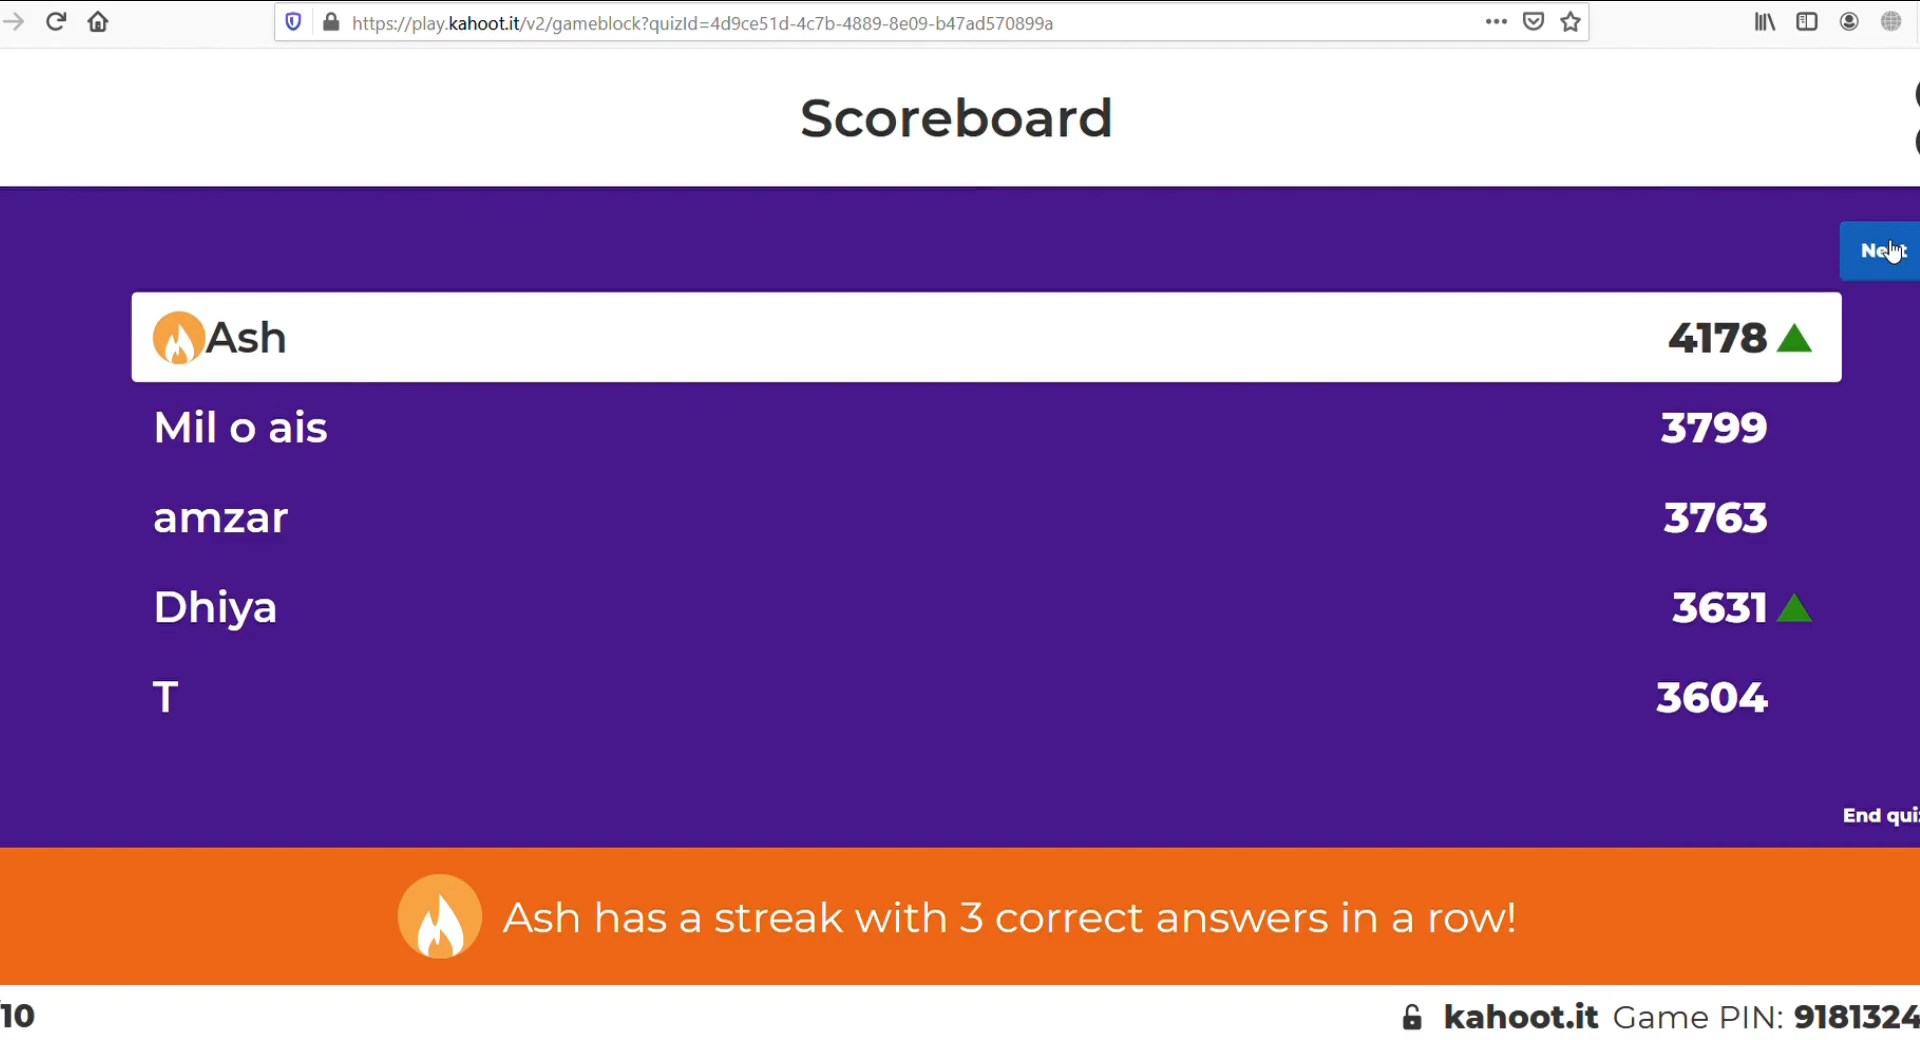 https://play.kahoot.it/v2/gameblock?quizId=4d9ce51d-4c7b-4889-8e09-b47ad570899a
Scoreboard
Next
Ash 4178
Mil o ais 3799
amzar 3763
Dhiya 3631
T 3604
End qui
Ash has a streak with 3 correct answers in a row!
/10 kahoot.it Game PIN: 9181324